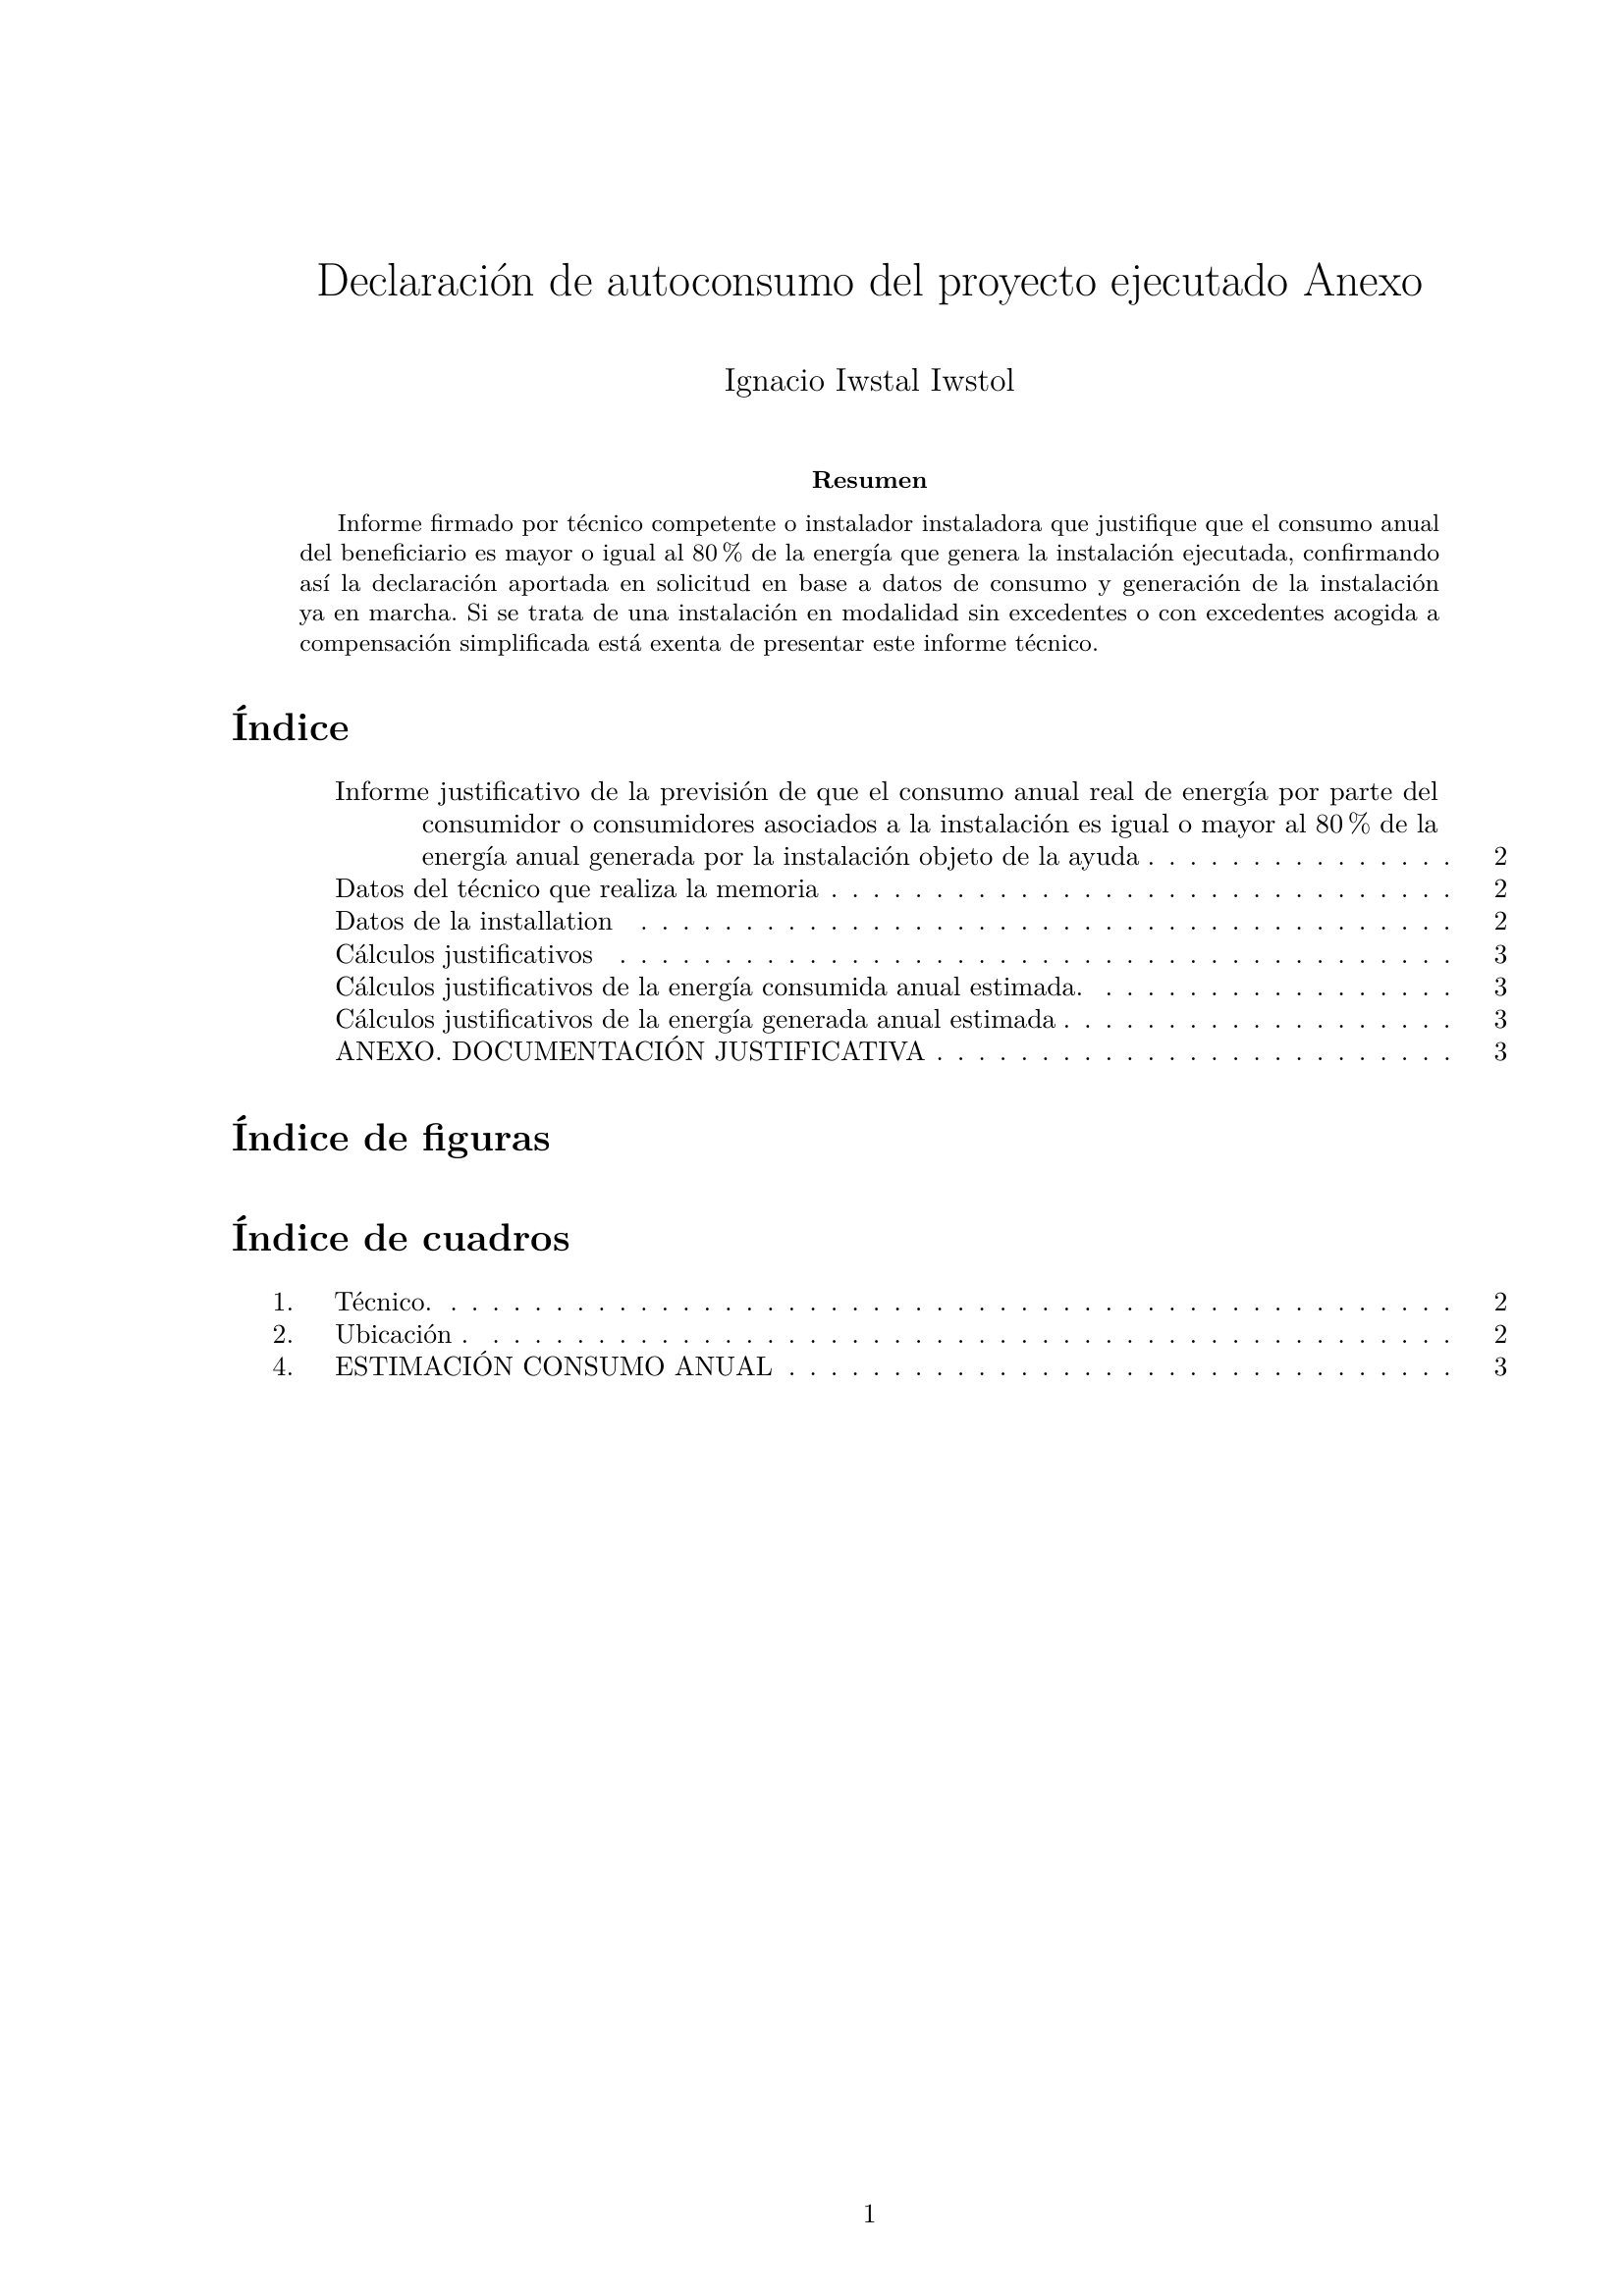 Declaración de autoconsumo del proyecto ejecutado Anexo
Ignacio Iwstal Iwstol
Resumen
Informe firmado por técnico competente o instalador instaladora que justifique que el consumo anual
del beneficiario es mayor o igual al 80 % de la energía que genera la instalación ejecutada, confirmando
así la declaración aportada en solicitud en base a datos de consumo y generación de la instalación
ya en marcha. Si se trata de una instalación en modalidad sin excedentes o con excedentes acogida a
compensación simplificada está exenta de presentar este informe técnico.
Índice
Informe justificativo de la previsión de que el consumo anual real de energía por parte del
consumidor o consumidores asociados a la instalación es igual o mayor al 80 % de la
energía anual generada por la instalación objeto de la ayuda . . . . . . . . . . . . . . . 2
Datos del técnico que realiza la memoria . . . . . . . . . . . . . . . . . . . . . . . . . . . . . . 2
Datos de la installation . . . . . . . . . . . . . . . . . . . . . . . . . . . . . . . . . . . . . . . 2
Cálculos justificativos . . . . . . . . . . . . . . . . . . . . . . . . . . . . . . . . . . . . . . . . 3
Cálculos justificativos de la energía consumida anual estimada. . . . . . . . . . . . . . . . . . 3
Cálculos justificativos de la energía generada anual estimada . . . . . . . . . . . . . . . . . . . 3
ANEXO. DOCUMENTACIÓN JUSTIFICATIVA . . . . . . . . . . . . . . . . . . . . . . . . . 3
Índice de figuras
Índice de cuadros
1. Técnico. . . . . . . . . . . . . . . . . . . . . . . . . . . . . . . . . . . . . . . . . . . . . . . . . 2
2. Ubicación . . . . . . . . . . . . . . . . . . . . . . . . . . . . . . . . . . . . . . . . . . . . . . . 2
4. ESTIMACIÓN CONSUMO ANUAL . . . . . . . . . . . . . . . . . . . . . . . . . . . . . . . . 3
1